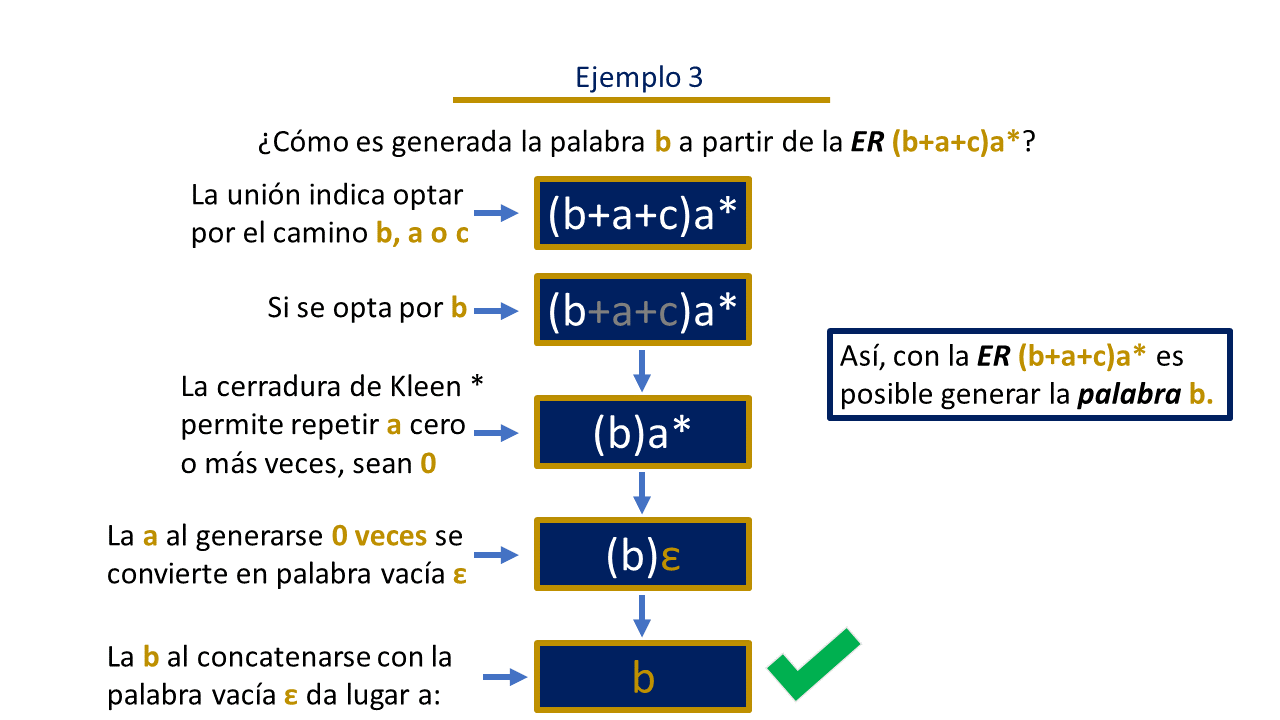 Ejemplo 3
¿Cómo es generada la palabra b a partir de la ER (b+a+c)a*?
La unión indica optar
por el camino b, a o c
(b+a+c)a*
Si se opta por b
(b+a+c)a*
La cerradura de Kleen *
permite repetir a cero
o más veces, sean 0
(b)a*
La a al generarse 0 veces se
convierte en palabra vacía ε
(b)ε
La b al concatenarse con la
palabra vacía ε da lugar a:
b
Así, con la ER (b+a+c)a* es
posible generar la palabra b.